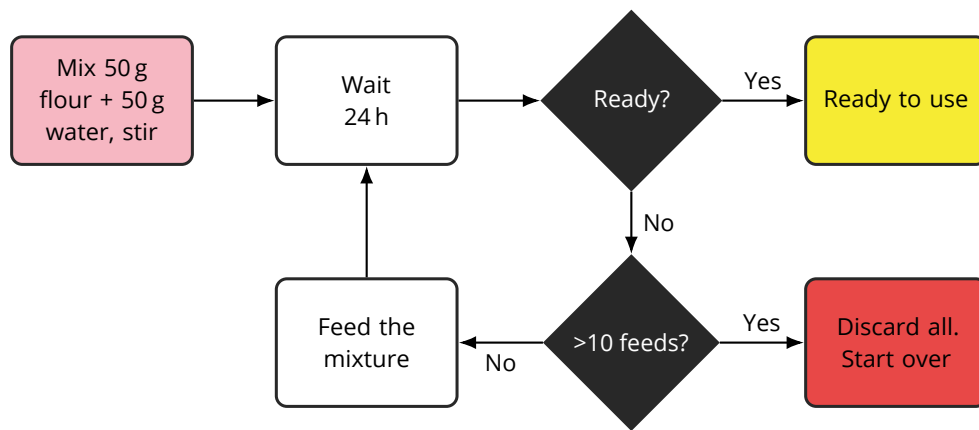 Mix 50 g
flour + 50 g
water, stir
Wait
24 h
Ready?
Yes
Ready to use
No
Feed the
mixture
No
>10 feeds?
Yes
Discard all.
Start over